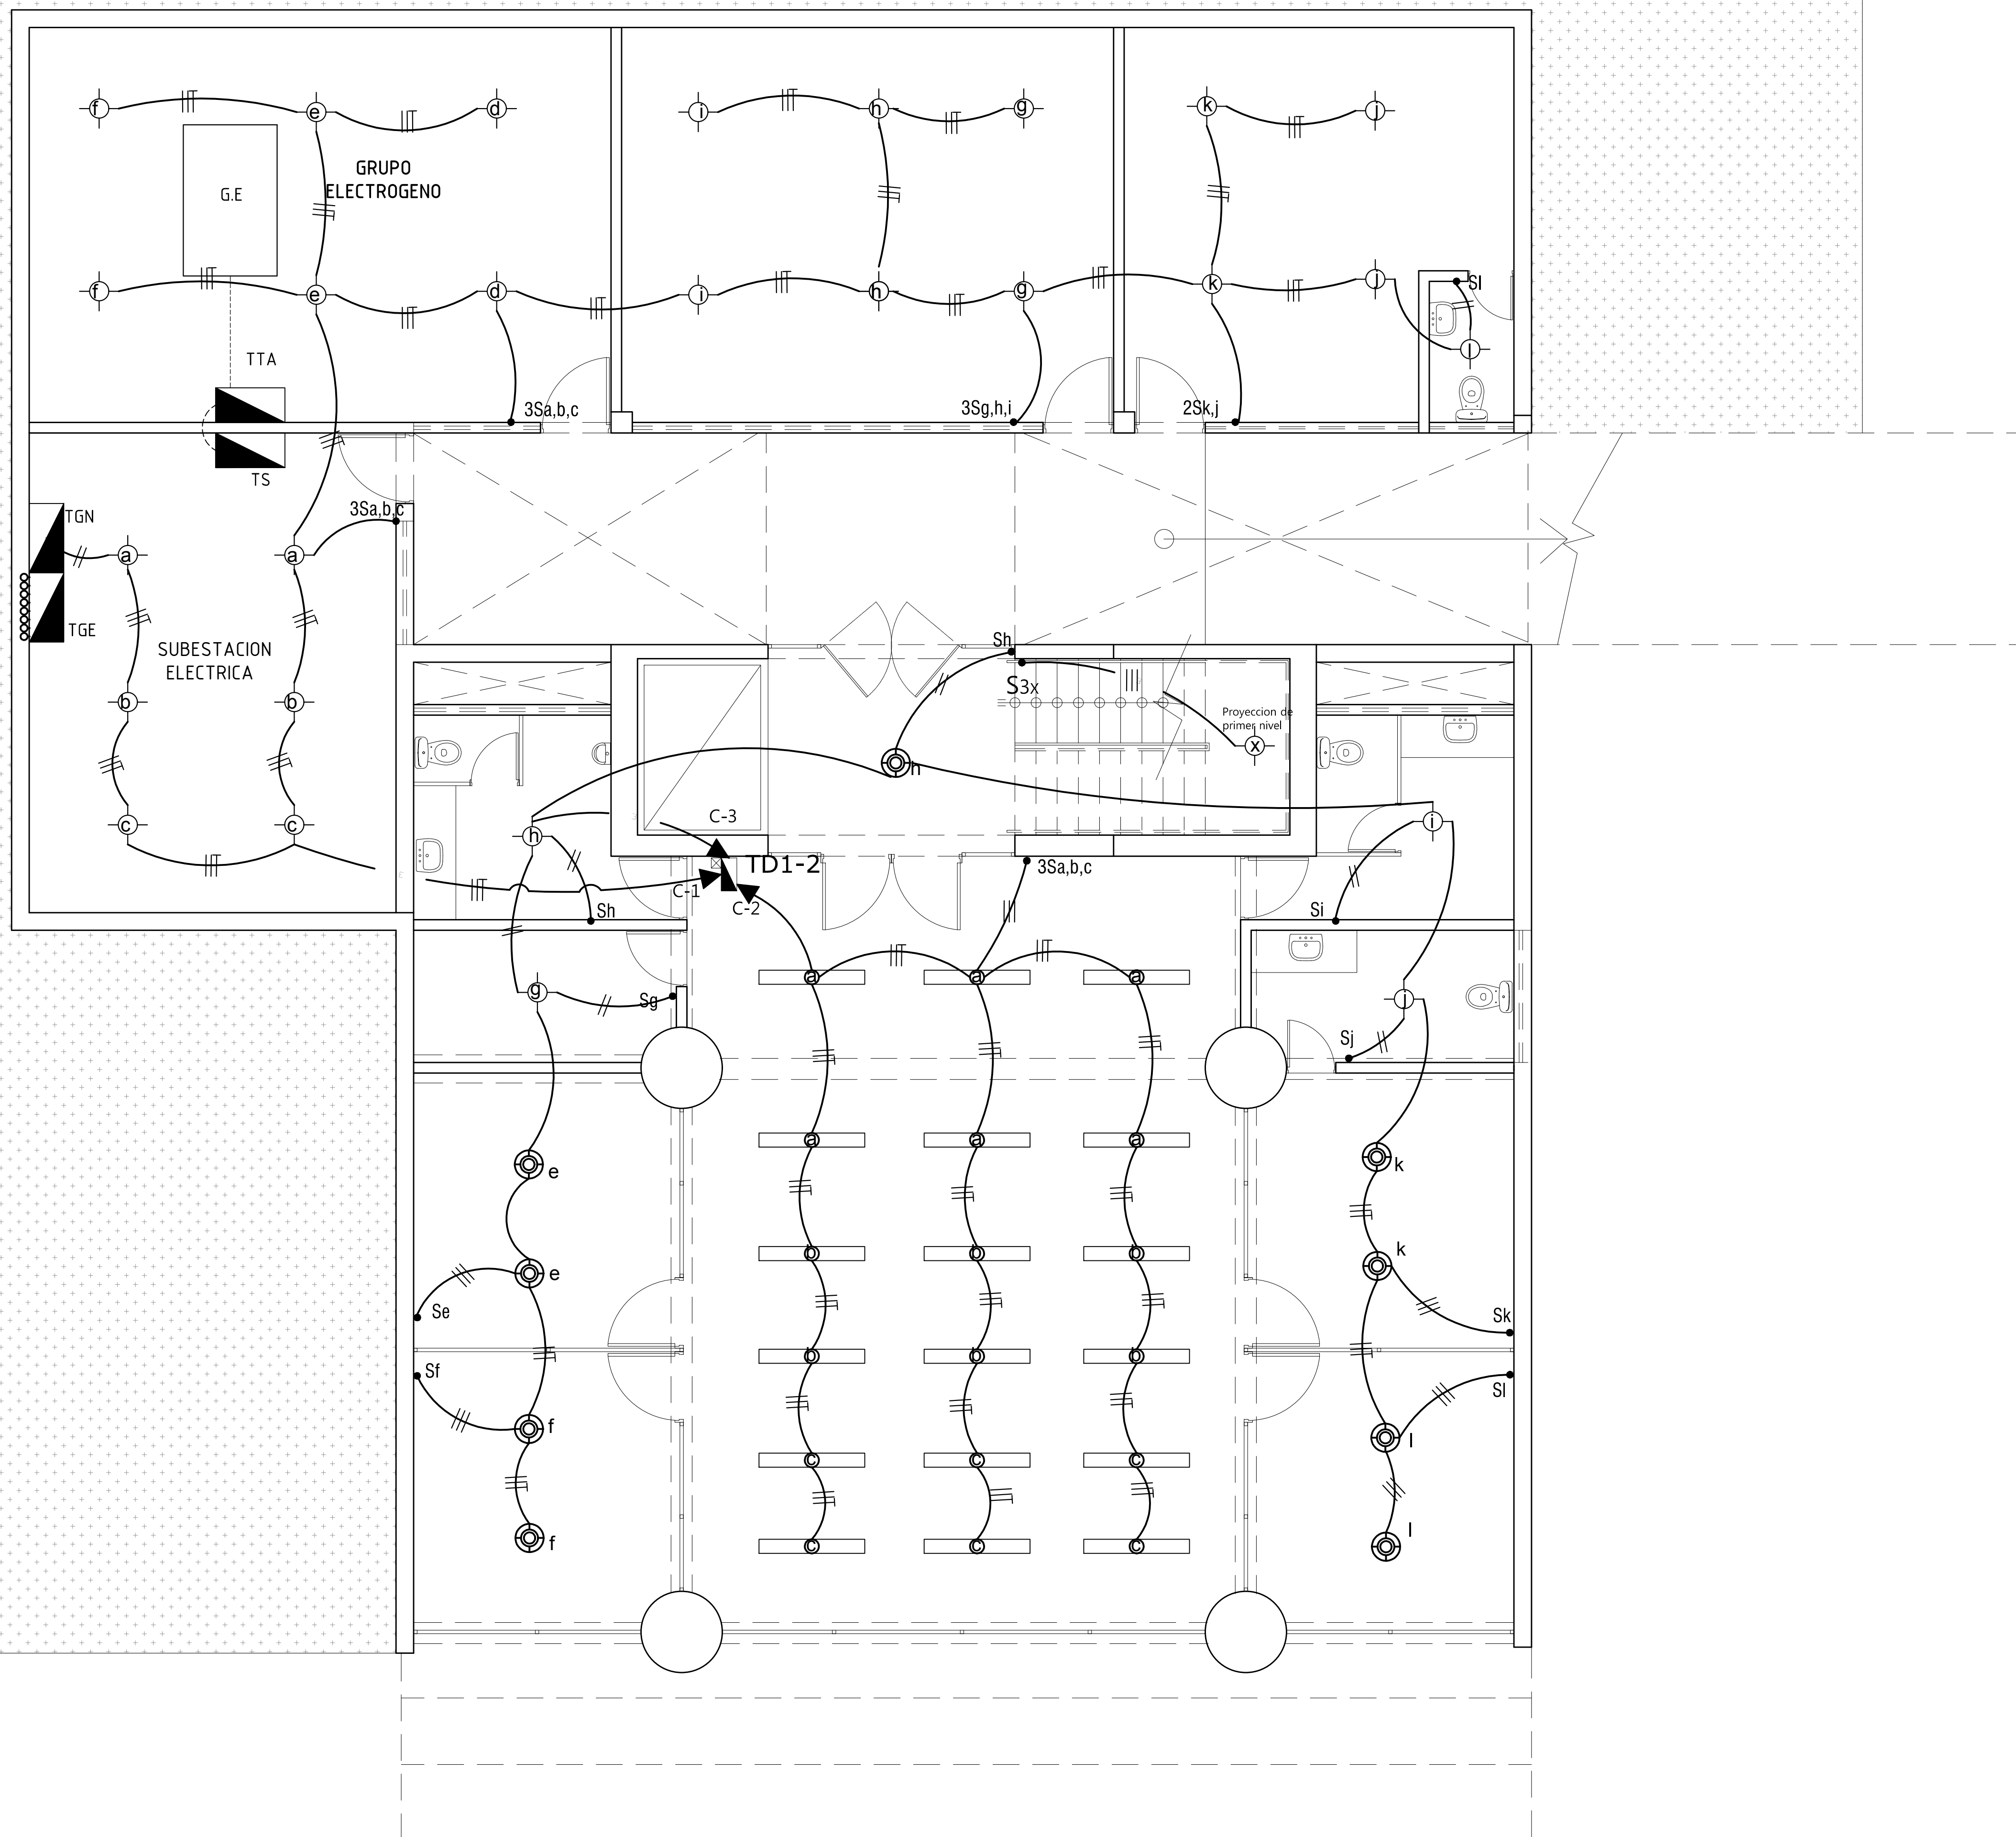 f e d i h g k j
GRUPO
ELECTROGENO
G.E
f e d i h g k j Sl
l
TTA
3Sa,b,c 3Sg,h,i 2Sk,j
TS
3Sa,b,c
TGN
a a
TGE
SUBESTACION
ELECTRICA
b b
Sh
S3x
Proyeccion de
primer nivel
x
h
C-3
c c h i
TD1-2
3Sa,b,c
C-1
C-2
Sh Si
a a a
g Sg j
Sj
a a a
e k
b b b
e k
Se Sk
b b b
Sf Sl
f l
c c c
f l
c c c